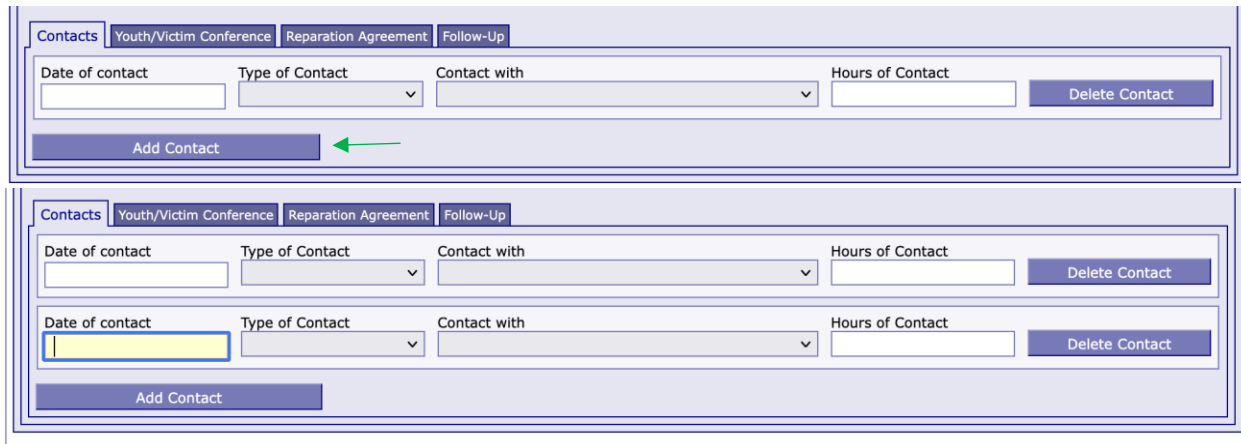 Contacts Youth/Victim Conference Reparation Agreement Follow-Up
Date of contact Type of Contact Contact with Hours of Contact
Delete Contact
Add Contact
Contacts Youth/Victim Conference Reparation Agreement Follow-Up
Date of contact Type of Contact Contact with Hours of Contact
Delete Contact
Date of contact Type of Contact Contact with Hours of Contact
Delete Contact
Add Contact